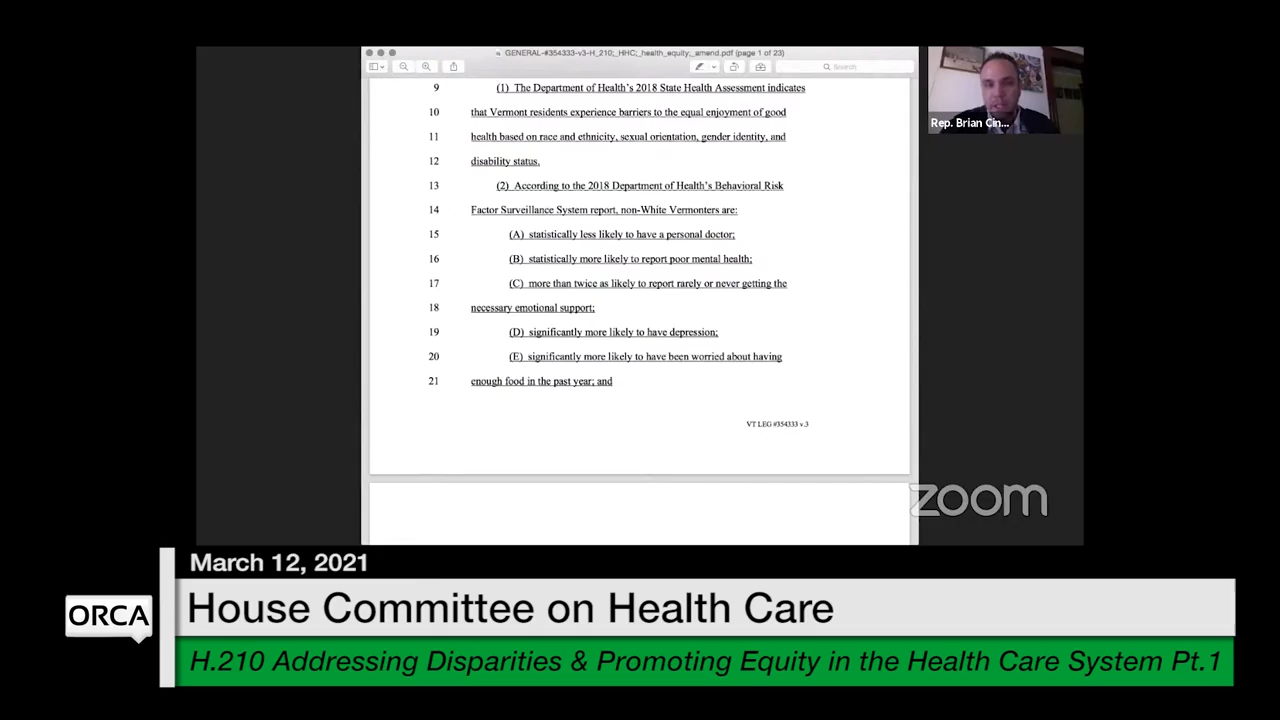 GENERAL-#354333-v3-H_210;_HHC;_health_equity;_amend.pdf (page 1 of 23)
Search
9 (1) The Department of Health's 2018 State Health Assessment indicates
10 that Vermont residents experience barriers to the equal enjoyment of good
11 health based on race and ethnicity, sexual orientation, gender identity, and
12 disability status.
13 (2) According to the 2018 Department of Health's Behavioral Risk
14 Factor Surveillance System report, non-White Vermonters are:
15 (A) statistically less likely to have a personal doctor;
16 (B) statistically more likely to report poor mental health;
17 (C) more than twice as likely to report rarely or never getting the
18 necessary emotional support;
19 (D) significantly more likely to have depression;
20 (E) significantly more likely to have been worried about having
21 enough food in the past year; and
VT LEG #354333 v.3
Rep. Brian Cin...
zoom
March 12, 2021
ORCA
House Committee on Health Care
H.210 Addressing Disparities & Promoting Equity in the Health Care System Pt.1